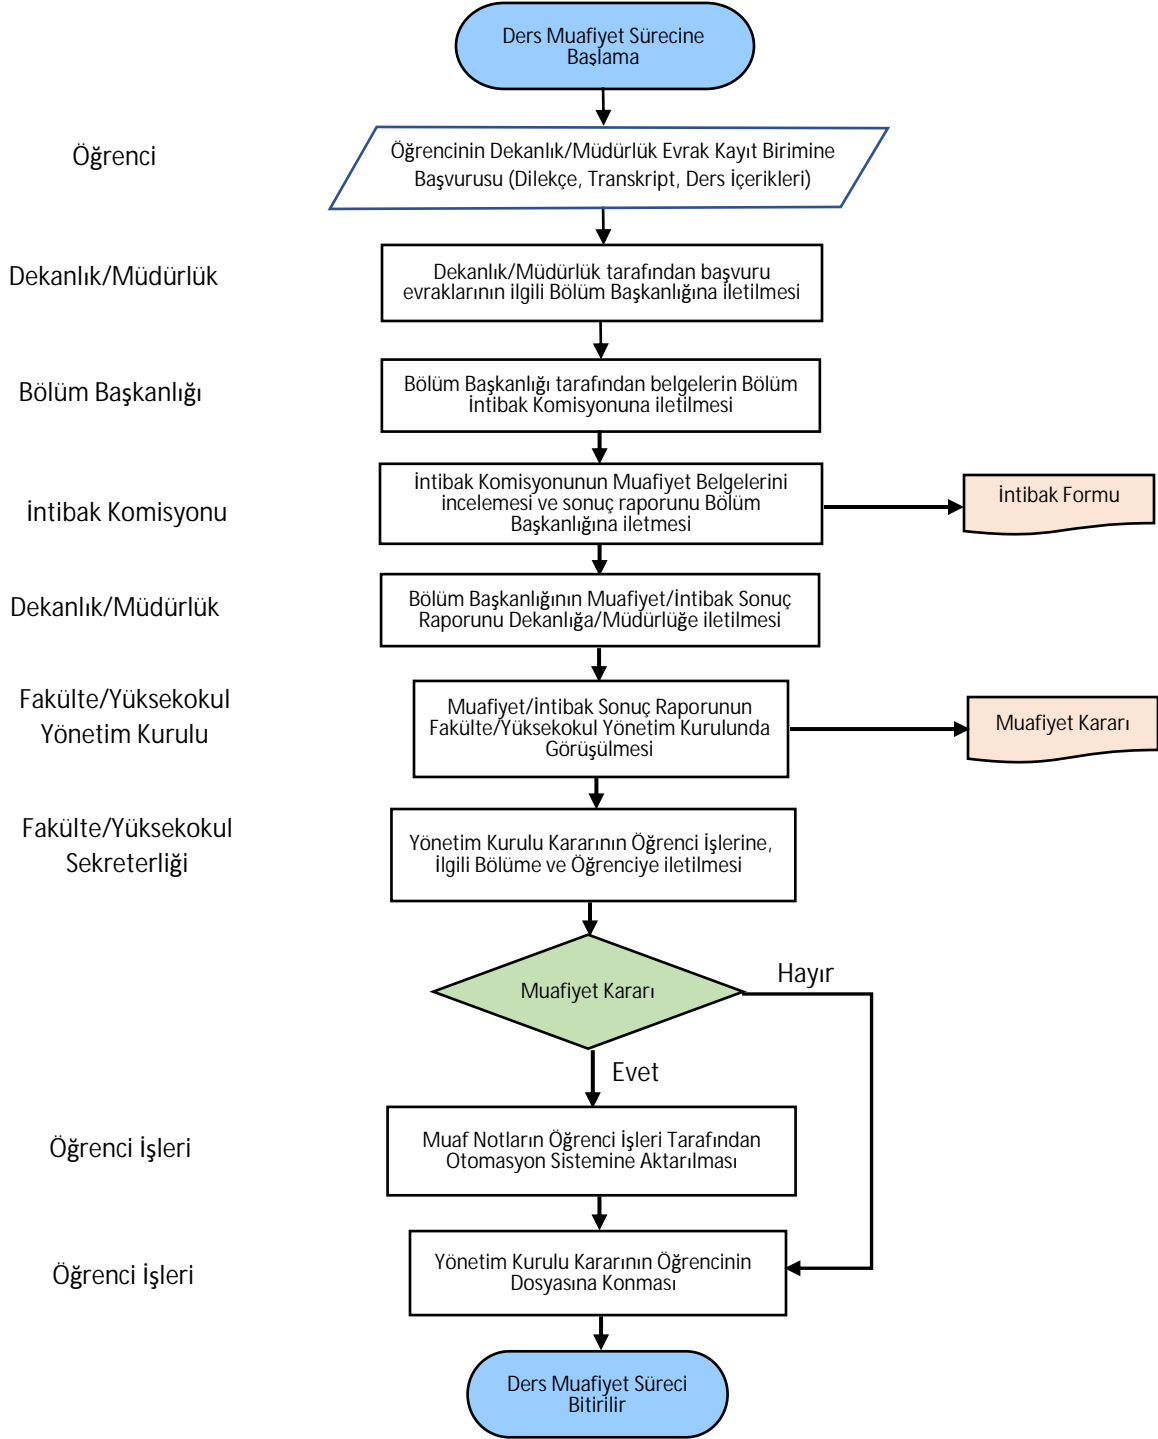 Ders Muafiyet Sürecine
Başlama
Öğrenci
Öğrencinin Dekanlık/Müdürlük Evrak Kayıt Birimine
Başvurusu (Dilekçe, Transkript, Ders İçerikleri)
Dekanlık/Müdürlük
Dekanlık/Müdürlük tarafından başvuru
evraklarının ilgili Bölüm Başkanlığına iletilmesi
Bölüm Başkanlığı
Bölüm Başkanlığı tarafından belgelerin Bölüm
İntibak Komisyonuna iletilmesi
İntibak Komisyonu
İntibak Komisyonunun Muafiyet Belgelerini
incelemesi ve sonuç raporunu Bölüm
Başkanlığına iletmesi
İntibak Formu
Dekanlık/Müdürlük
Bölüm Başkanlığının Muafiyet/İntibak Sonuç
Raporunu Dekanlığa/Müdürlüğe iletilmesi
Fakülte/Yüksekokul
Yönetim Kurulu
Muafiyet/İntibak Sonuç Raporunun
Fakülte/Yüksekokul Yönetim Kurulunda
Görüşülmesi
Muafiyet Kararı
Fakülte/Yüksekokul
Sekreterliği
Yönetim Kurulu Kararının Öğrenci İşlerine,
İlgili Bölüme ve Öğrenciye iletilmesi
Muafiyet Kararı
Hayır
Evet
Öğrenci İşleri
Muaf Notların Öğrenci İşleri Tarafından
Otomasyon Sistemine Aktarılması
Öğrenci İşleri
Yönetim Kurulu Kararının Öğrencinin
Dosyasına Konması
Ders Muafiyet Süreci
Bitirilir